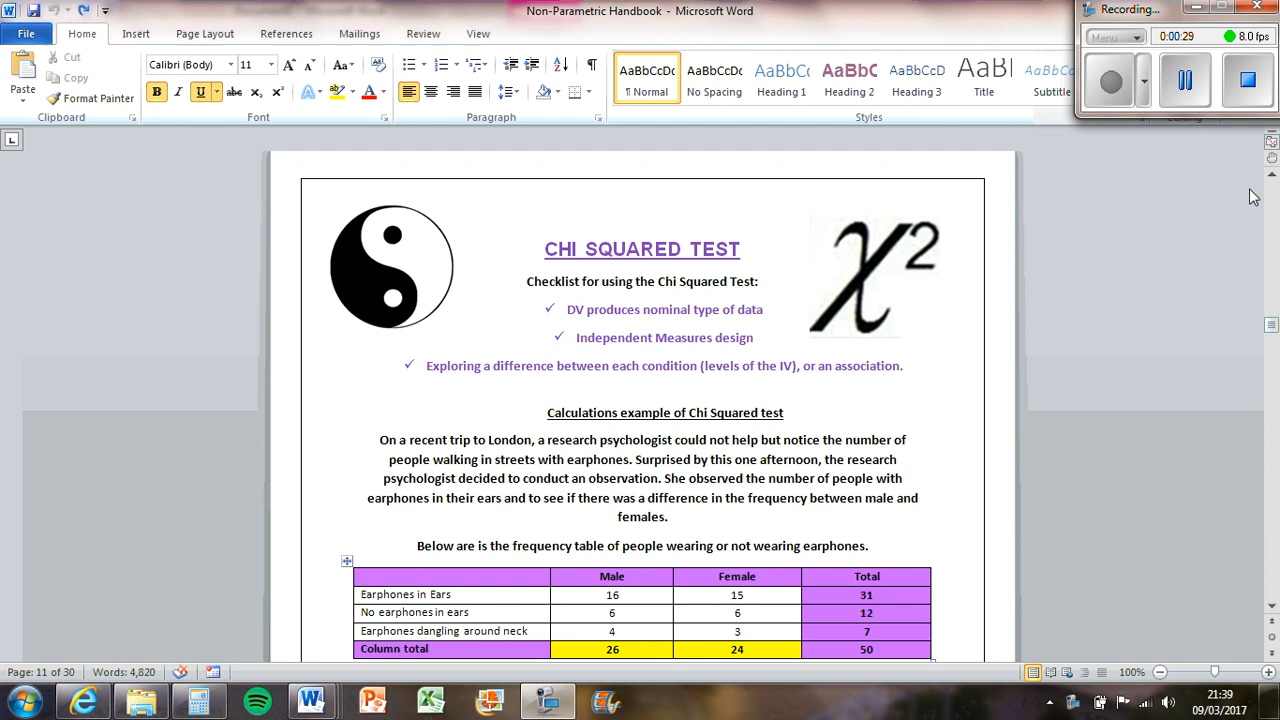 Non-Parametric Handbook - Microsoft Word
Recording...
File Home Insert Page Layout References Mailings Review View
Menu 0:00:29 8.0 fps
Cut
Copy
Paste Format Painter
Calibri (Body) 11
AaBbCcDc AaBbCcDc AaBbCc AaBbC AaBbCcD AaBl
¶ Normal No Spacing Heading 1 Heading 2 Heading 3 Title Subtitle
Clipboard Font Paragraph Styles Editing
χ2
CHI SQUARED TEST
Checklist for using the Chi Squared Test:
✓ DV produces nominal type of data
✓ Independent Measures design
✓ Exploring a difference between each condition (levels of the IV), or an association.
Calculations example of Chi Squared test
On a recent trip to London, a research psychologist could not help but notice the number of
people walking in streets with earphones. Surprised by this one afternoon, the research
psychologist decided to conduct an observation. She observed the number of people with
earphones in their ears and to see if there was a difference in the frequency between male and
females.
Below are is the frequency table of people wearing or not wearing earphones.
Male Female Total
Earphones in Ears 16 15 31
No earphones in ears 6 6 12
Earphones dangling around neck 4 3 7
Column total 26 24 50
Page: 11 of 30 Words: 4,820 100%
21:39
09/03/2017